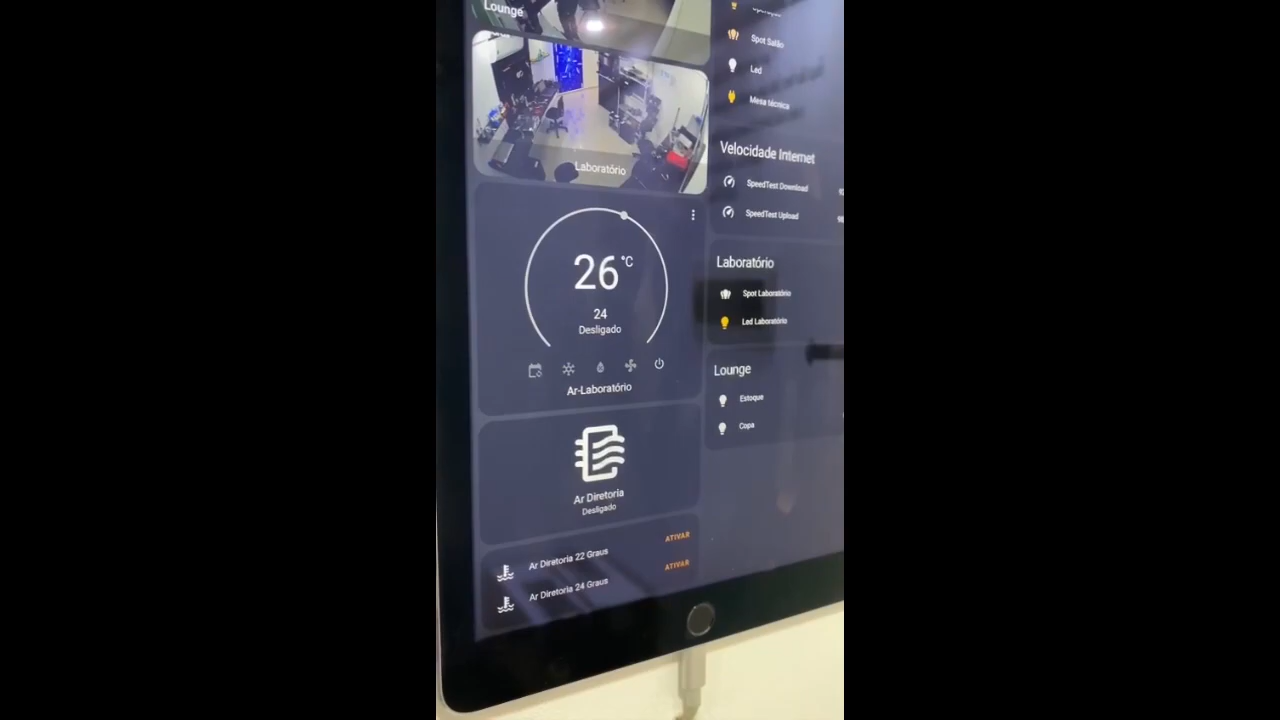 Lounge
Laboratório
26 °C
24
Desligado
Ar-Laboratório
Ar Diretoria
Desligado
Ar Diretoria 22 Graus
ATIVAR
Ar Diretoria 24 Graus
ATIVAR
Spot Salão
Led
Mesa técnica
Velocidade Internet
SpeedTest Download
SpeedTest Upload
Laboratório
Spot Laboratório
Led Laboratório
Lounge
Estoque
Copa